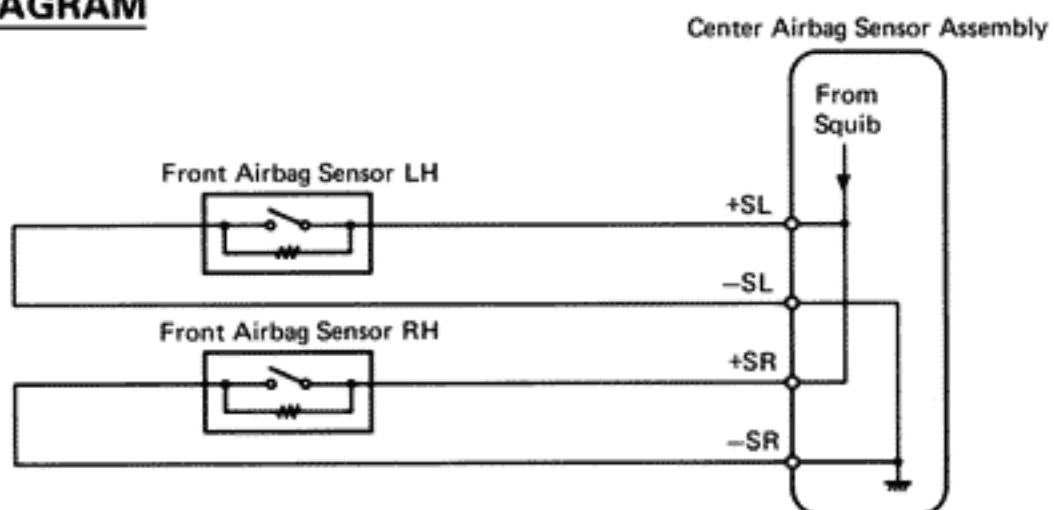 AGRAM
Center Airbag Sensor Assembly
From
Squib
Front Airbag Sensor LH
+SL
−SL
Front Airbag Sensor RH
+SR
−SR